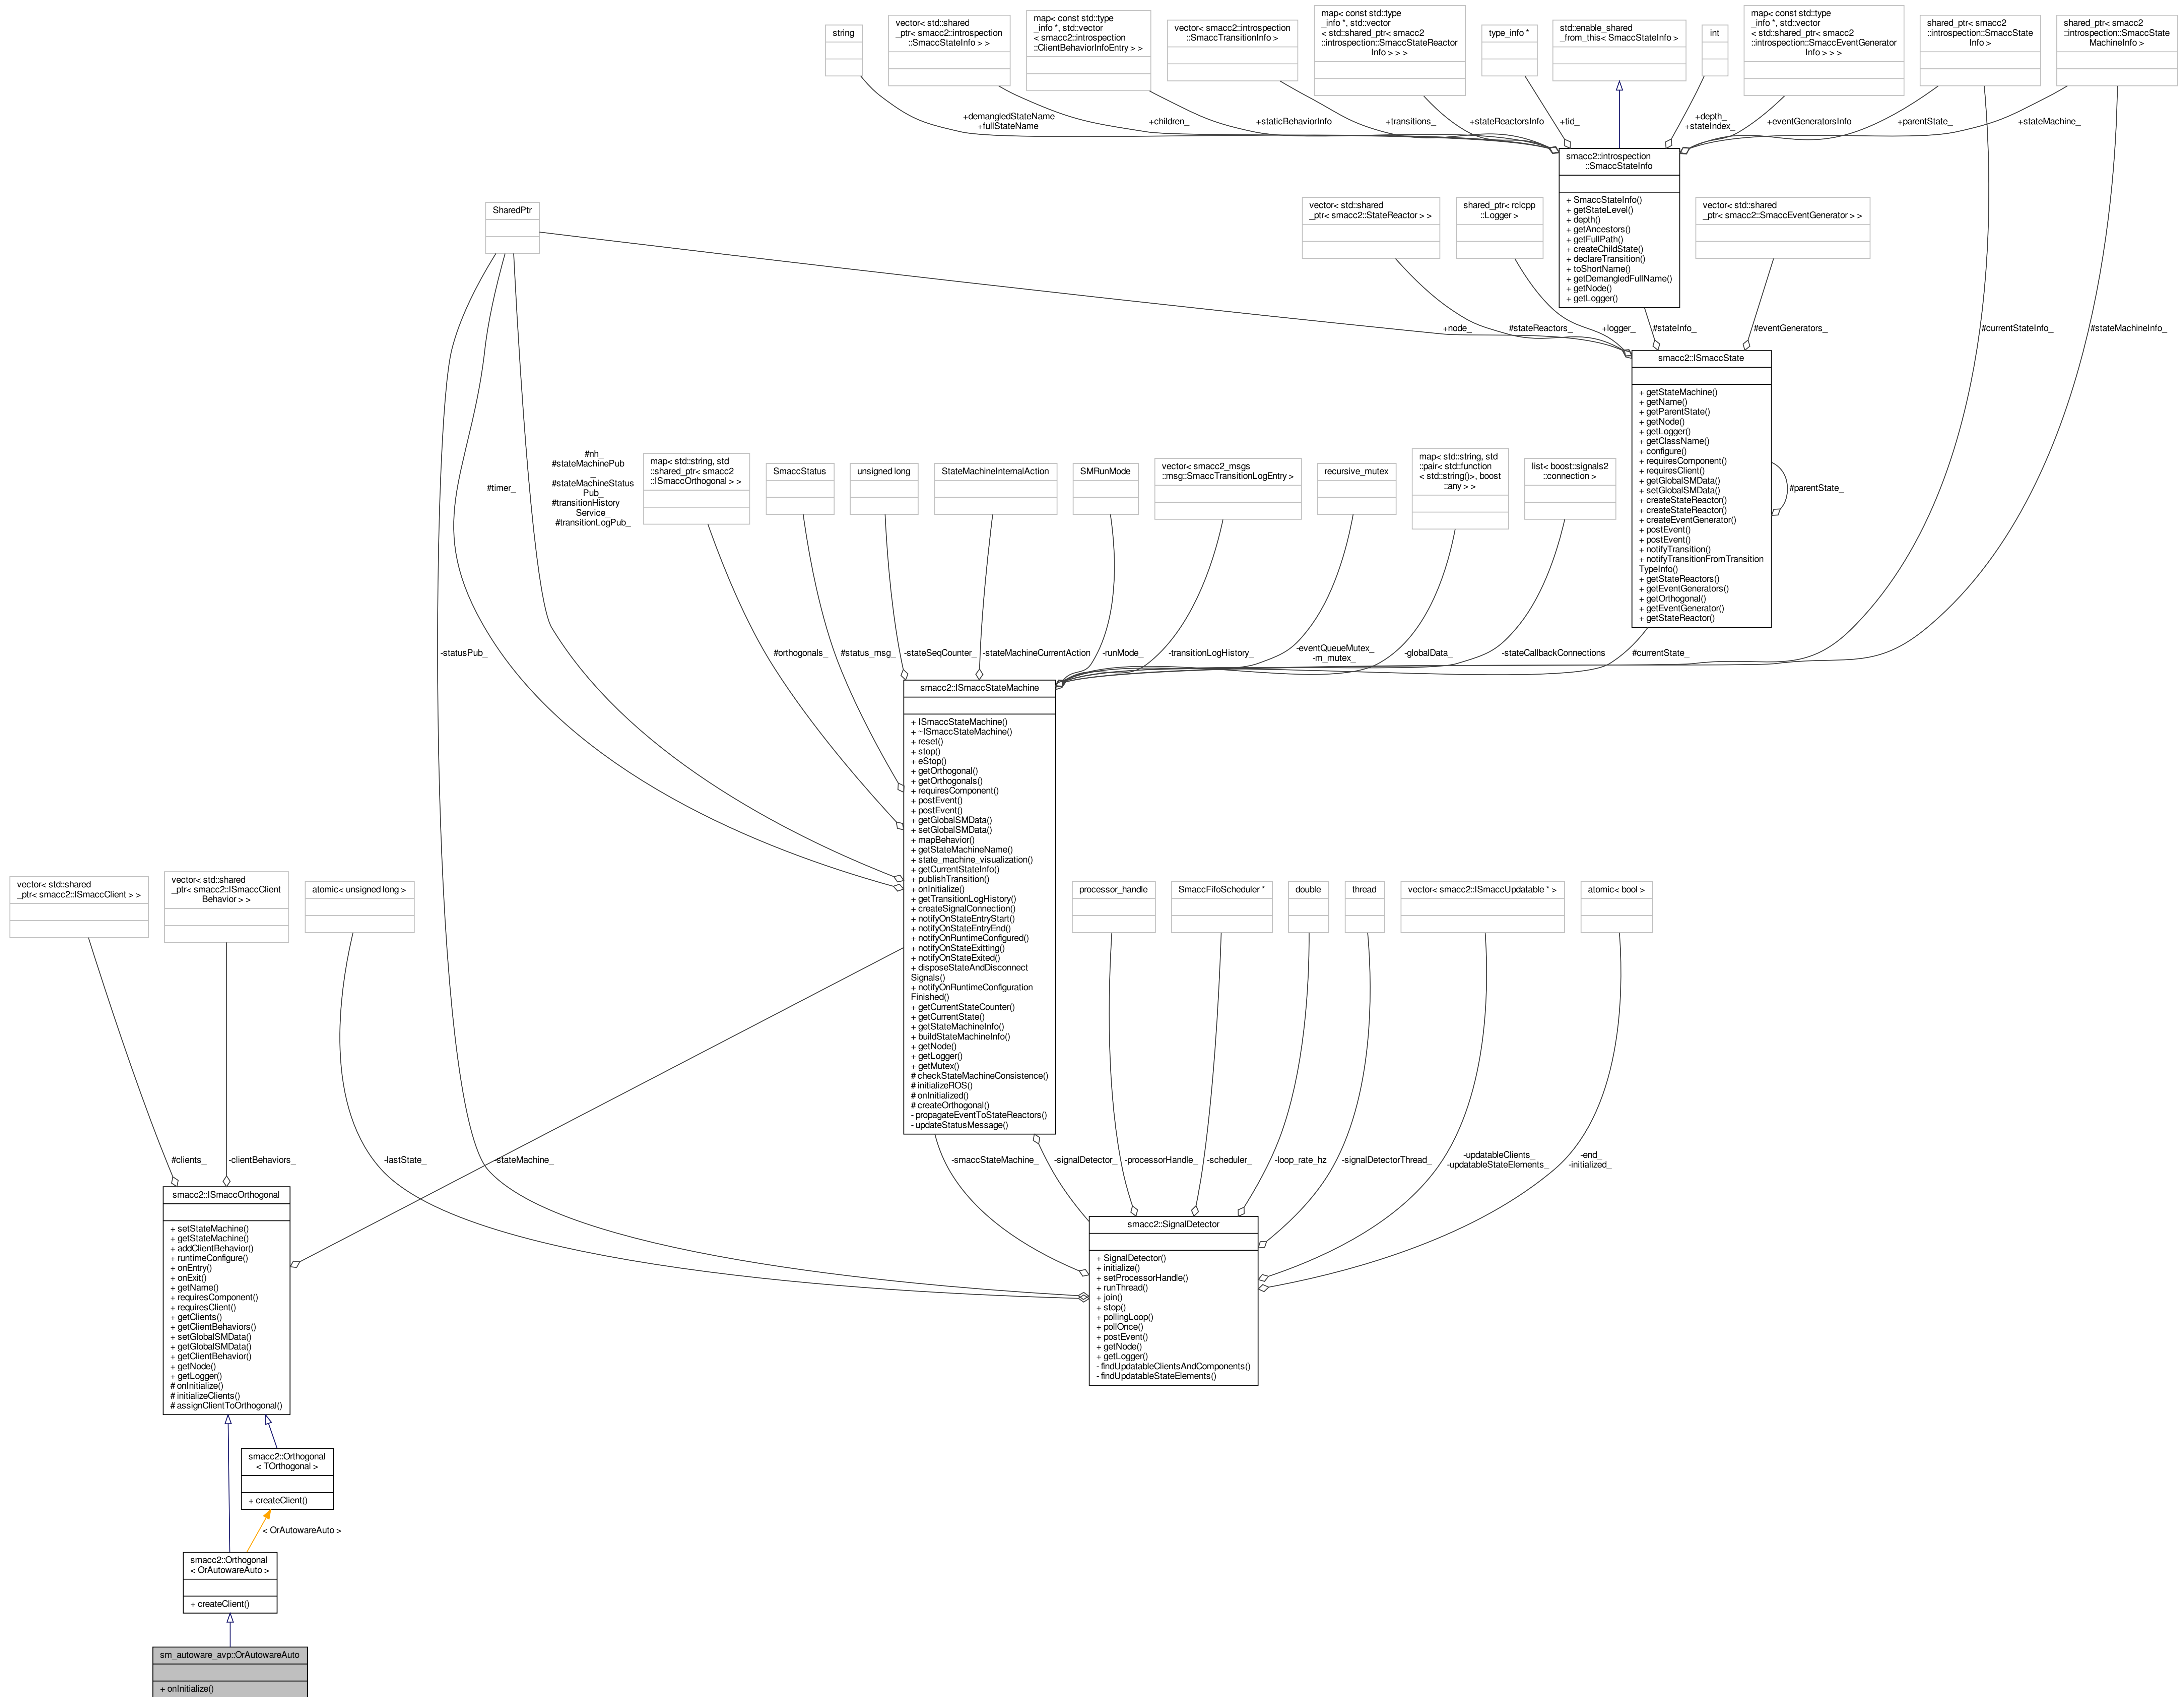 string
vector< std::shared
_ptr< smacc2::introspection
::SmaccStateInfo > >
map< const std::type
_info *, std::vector
< smacc2::introspection
::ClientBehaviorInfoEntry > >
vector< smacc2::introspection
::SmaccTransitionInfo >
map< const std::type
_info *, std::vector
< std::shared_ptr< smacc2
::introspection::SmaccStateReactor
Info > > >
type_info *
std::enable_shared
_from_this< SmaccStateInfo >
int
map< const std::type
_info *, std::vector
< std::shared_ptr< smacc2
::introspection::SmaccEventGenerator
Info > > >
shared_ptr< smacc2
::introspection::SmaccState
Info >
shared_ptr< smacc2
::introspection::SmaccState
MachineInfo >
+demangledStateName
+fullStateName
+children_
+staticBehaviorInfo
+transitions_
+stateReactorsInfo
+tid_
+depth_
+stateIndex_
+eventGeneratorsInfo
+parentState_
+stateMachine_
smacc2::introspection
::SmaccStateInfo
+ SmaccStateInfo()
+ getStateLevel()
+ depth()
+ getAncestors()
+ getFullPath()
+ createChildState()
+ declareTransition()
+ toShortName()
+ getDemangledFullName()
+ getNode()
+ getLogger()
SharedPtr
vector< std::shared
_ptr< smacc2::StateReactor > >
shared_ptr< rclcpp
::Logger >
vector< std::shared
_ptr< smacc2::SmaccEventGenerator > >
+node_
#stateReactors_
+logger_
#stateInfo_
#eventGenerators_
#currentStateInfo_
#stateMachineInfo_
smacc2::ISmaccState
+ getStateMachine()
+ getName()
+ getParentState()
+ getNode()
+ getLogger()
+ getClassName()
+ configure()
+ requiresComponent()
+ requiresClient()
+ getGlobalSMData()
+ setGlobalSMData()
+ createStateReactor()
+ createStateReactor()
+ createEventGenerator()
+ postEvent()
+ postEvent()
+ notifyTransition()
+ notifyTransitionFromTransition
TypeInfo()
+ getStateReactors()
+ getEventGenerators()
+ getOrthogonal()
+ getEventGenerator()
+ getStateReactor()
#parentState_
#timer_
#nh_
#stateMachinePub
_
#stateMachineStatus
Pub_
#transitionHistory
Service_
#transitionLogPub_
map< std::string, std
::shared_ptr< smacc2
::ISmaccOrthogonal > >
SmaccStatus
unsigned long
StateMachineInternalAction
SMRunMode
vector< smacc2_msgs
::msg::SmaccTransitionLogEntry >
recursive_mutex
map< std::string, std
::pair< std::function
< std::string()>, boost
::any > >
list< boost::signals2
::connection >
-statusPub_
#orthogonals_
#status_msg_
-stateSeqCounter_
-stateMachineCurrentAction
-runMode_
-transitionLogHistory_
-eventQueueMutex_
-m_mutex_
-globalData_
-stateCallbackConnections
#currentState_
smacc2::ISmaccStateMachine
+ ISmaccStateMachine()
+ ~ISmaccStateMachine()
+ reset()
+ stop()
+ eStop()
+ getOrthogonal()
+ getOrthogonals()
+ requiresComponent()
+ postEvent()
+ postEvent()
+ getGlobalSMData()
+ setGlobalSMData()
+ mapBehavior()
+ getStateMachineName()
+ state_machine_visualization()
+ getCurrentStateInfo()
+ publishTransition()
+ onInitialize()
+ getTransitionLogHistory()
+ createSignalConnection()
+ notifyOnStateEntryStart()
+ notifyOnStateEntryEnd()
+ notifyOnRuntimeConfigured()
+ notifyOnStateExitting()
+ notifyOnStateExited()
+ disposeStateAndDisconnect
Signals()
+ notifyOnRuntimeConfiguration
Finished()
+ getCurrentStateCounter()
+ getCurrentState()
+ getStateMachineInfo()
+ buildStateMachineInfo()
+ getNode()
+ getLogger()
+ getMutex()
# checkStateMachineConsistence()
# initializeROS()
# onInitialized()
# createOrthogonal()
- propagateEventToStateReactors()
- updateStatusMessage()
vector< std::shared
_ptr< smacc2::ISmaccClient > >
vector< std::shared
_ptr< smacc2::ISmaccClient
Behavior > >
atomic< unsigned long >
processor_handle
SmaccFifoScheduler *
double
thread
vector< smacc2::ISmaccUpdatable * >
atomic< bool >
#clients_
-clientBehaviors_
-lastState_
-stateMachine_
-smaccStateMachine_
-signalDetector_
-processorHandle_
-scheduler_
-loop_rate_hz
-signalDetectorThread_
-updatableClients_
-updatableStateElements_
-end_
-initialized_
smacc2::ISmaccOrthogonal
+ setStateMachine()
+ getStateMachine()
+ addClientBehavior()
+ runtimeConfigure()
+ onEntry()
+ onExit()
+ getName()
+ requiresComponent()
+ requiresClient()
+ getClients()
+ getClientBehaviors()
+ setGlobalSMData()
+ getGlobalSMData()
+ getClientBehavior()
+ getNode()
+ getLogger()
# onInitialize()
# initializeClients()
# assignClientToOrthogonal()
smacc2::SignalDetector
+ SignalDetector()
+ initialize()
+ setProcessorHandle()
+ runThread()
+ join()
+ stop()
+ pollingLoop()
+ pollOnce()
+ postEvent()
+ getNode()
+ getLogger()
- findUpdatableClientsAndComponents()
- findUpdatableStateElements()
smacc2::Orthogonal
< TOrthogonal >
+ createClient()
< OrAutowareAuto >
smacc2::Orthogonal
< OrAutowareAuto >
+ createClient()
sm_autoware_avp::OrAutowareAuto
+ onInitialize()